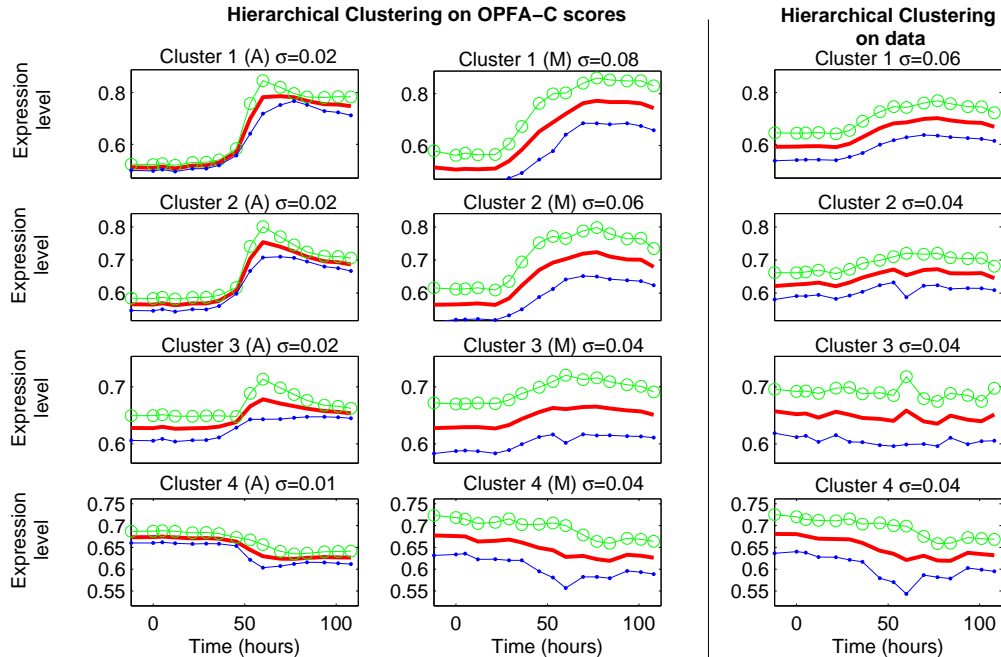 Hierarchical Clustering on OPFA−C scores
Hierarchical Clustering
on data
Cluster 1 (A) σ=0.02
Cluster 1 (M) σ=0.08
Cluster 1 σ=0.06
Expression
level
0.8
0.6
0.8
0.6
0.8
0.6
Cluster 2 (A) σ=0.02
Cluster 2 (M) σ=0.06
Cluster 2 σ=0.04
Expression
level
0.8
0.7
0.6
0.8
0.7
0.6
0.8
0.7
0.6
Cluster 3 (A) σ=0.02
Cluster 3 (M) σ=0.04
Cluster 3 σ=0.04
Expression
level
0.7
0.6
0.7
0.6
0.7
0.6
Cluster 4 (A) σ=0.01
Cluster 4 (M) σ=0.04
Cluster 4 σ=0.04
Expression
level
0.75
0.7
0.65
0.6
0.55
0.75
0.7
0.65
0.6
0.55
0.75
0.7
0.65
0.6
0.55
0 50 100
0 50 100
0 50 100
Time (hours)
Time (hours)
Time (hours)